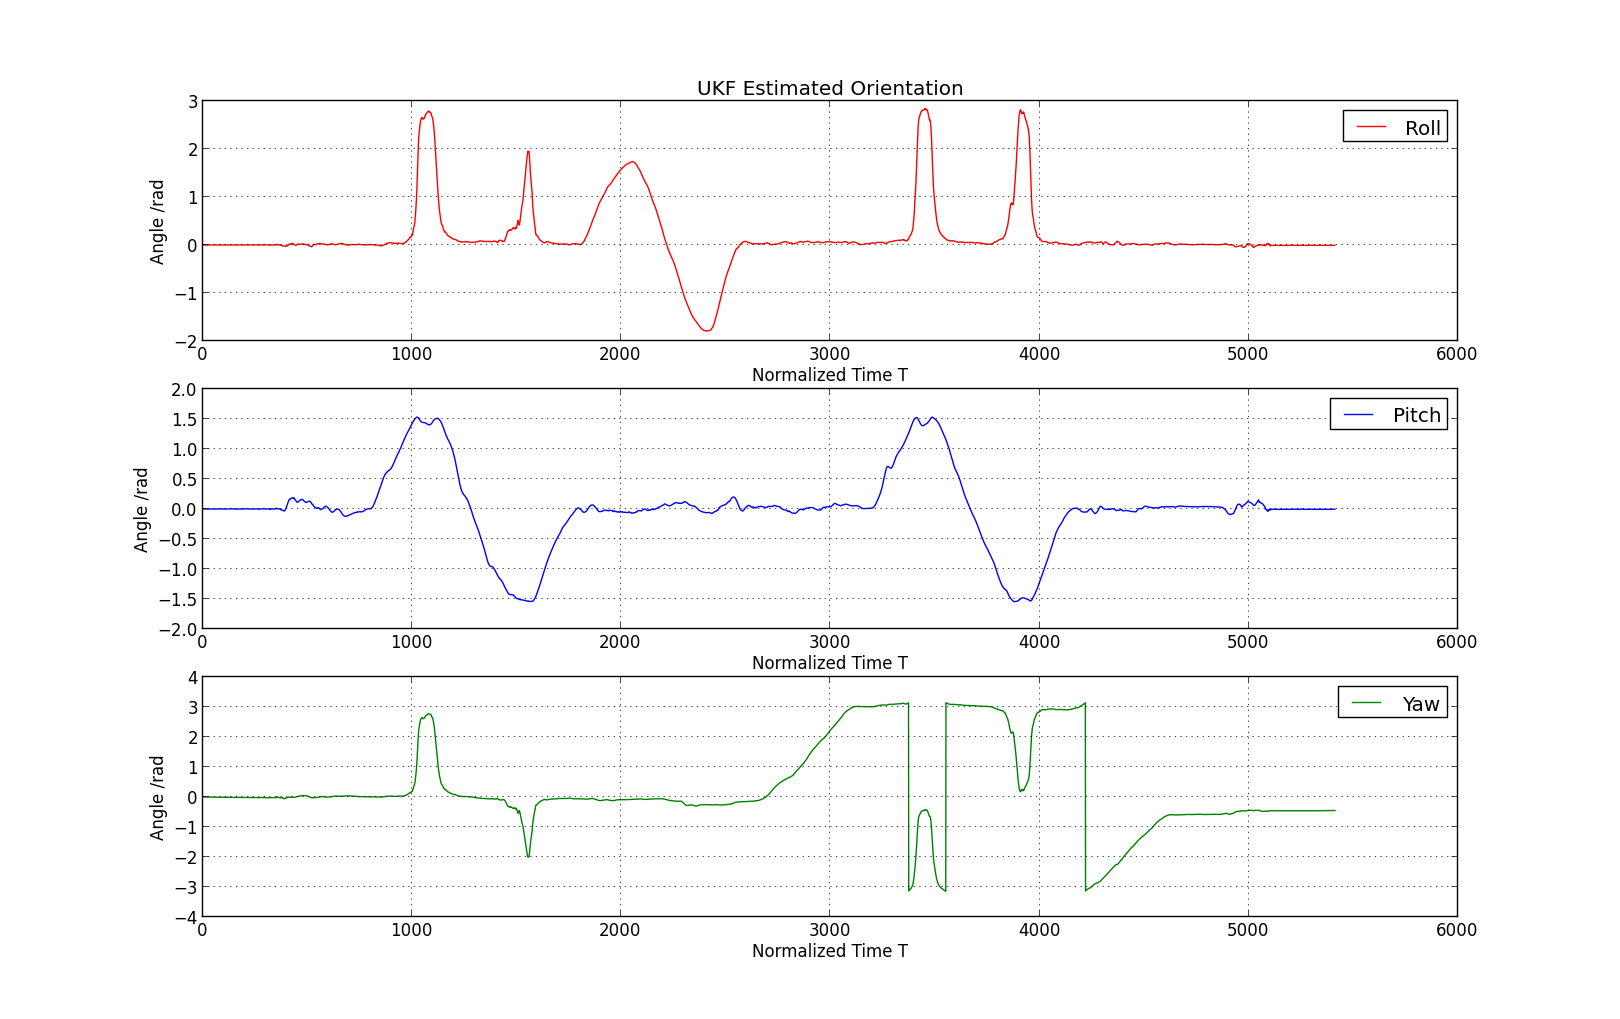 UKF Estimated Orientation
3
2
1
0
−1
−2
Angle /rad
Roll
0 1000 2000 3000 4000 5000 6000
Normalized Time T
2.0
1.5
1.0
0.5
0.0
−0.5
−1.0
−1.5
−2.0
Angle /rad
Pitch
0 1000 2000 3000 4000 5000 6000
Normalized Time T
4
3
2
1
0
−1
−2
−3
−4
Angle /rad
Yaw
0 1000 2000 3000 4000 5000 6000
Normalized Time T